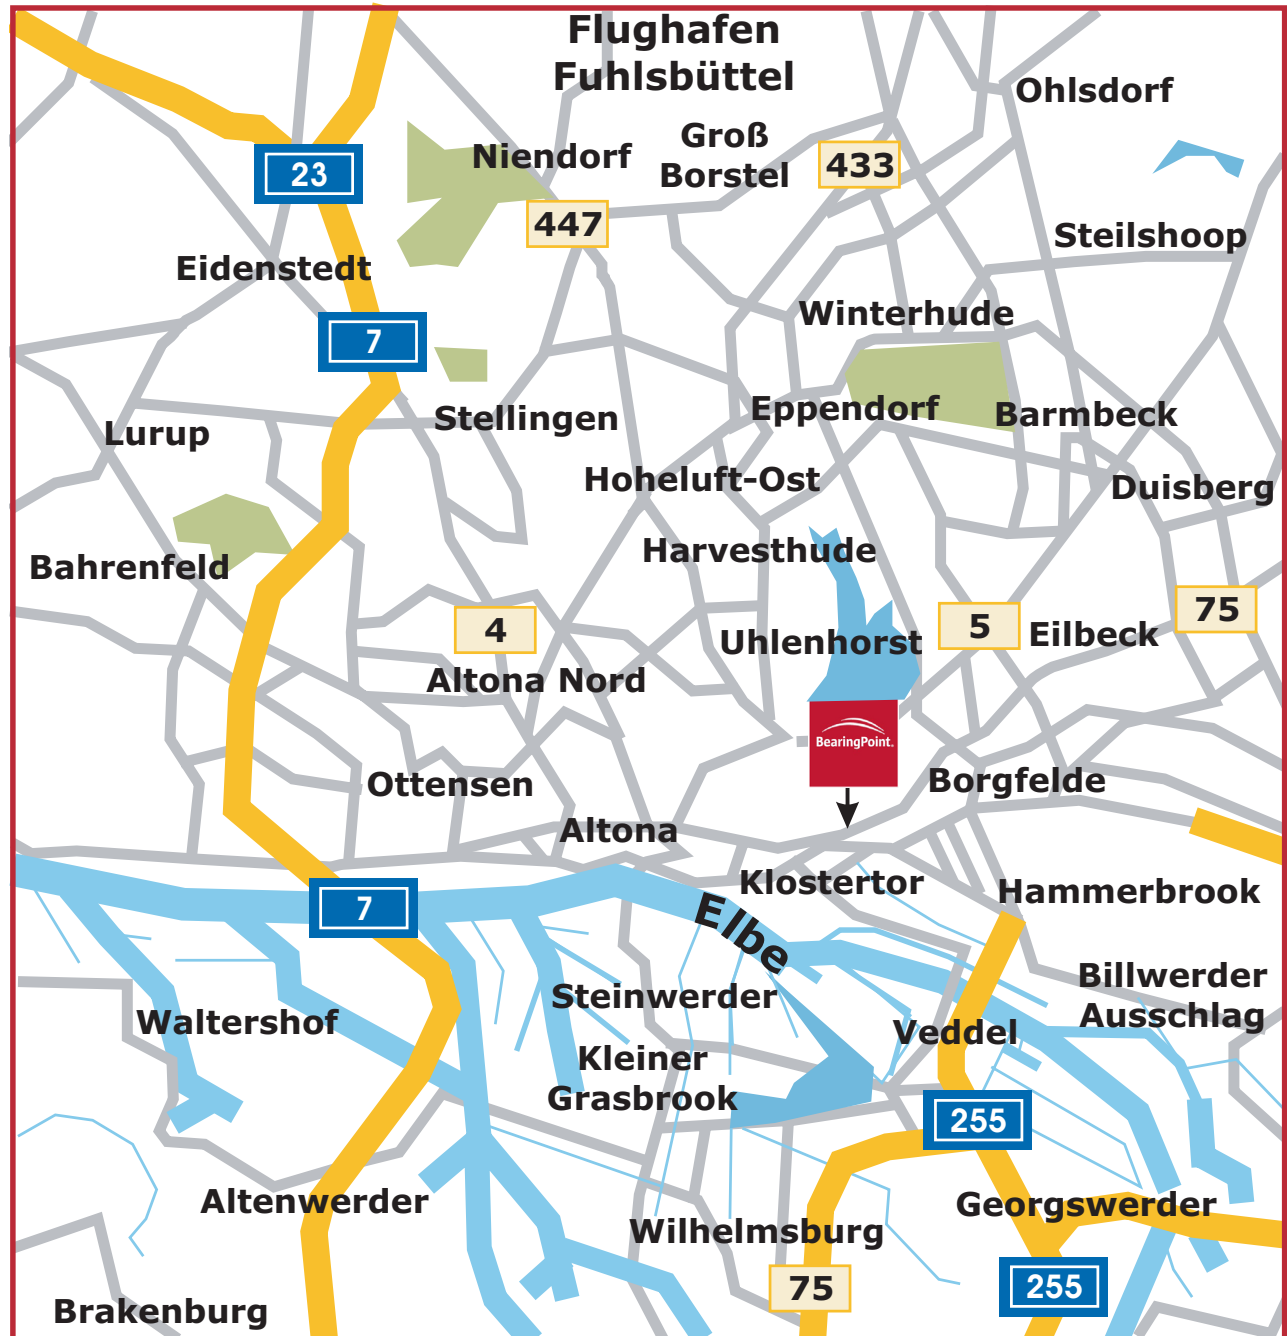 Flughafen
Fuhlsbüttel
Ohlsdorf
Groß
Borstel
Niendorf
433
23
447
Steilshoop
Eidenstedt
Winterhude
7
Eppendorf
Barmbeck
Stellingen
Lurup
Hoheluft-Ost
Duisberg
Harvesthude
Bahrenfeld
75
4
5
Eilbeck
Uhlenhorst
Altona Nord
BearingPoint.
Borgfelde
Ottensen
Altona
Klostertor
Hammerbrook
7
Elbe
Billwerder
Ausschlag
Steinwerder
Waltershof
Veddel
Kleiner
Grasbrook
255
Altenwerder
Georgswerder
Wilhelmsburg
75
255
Brakenburg